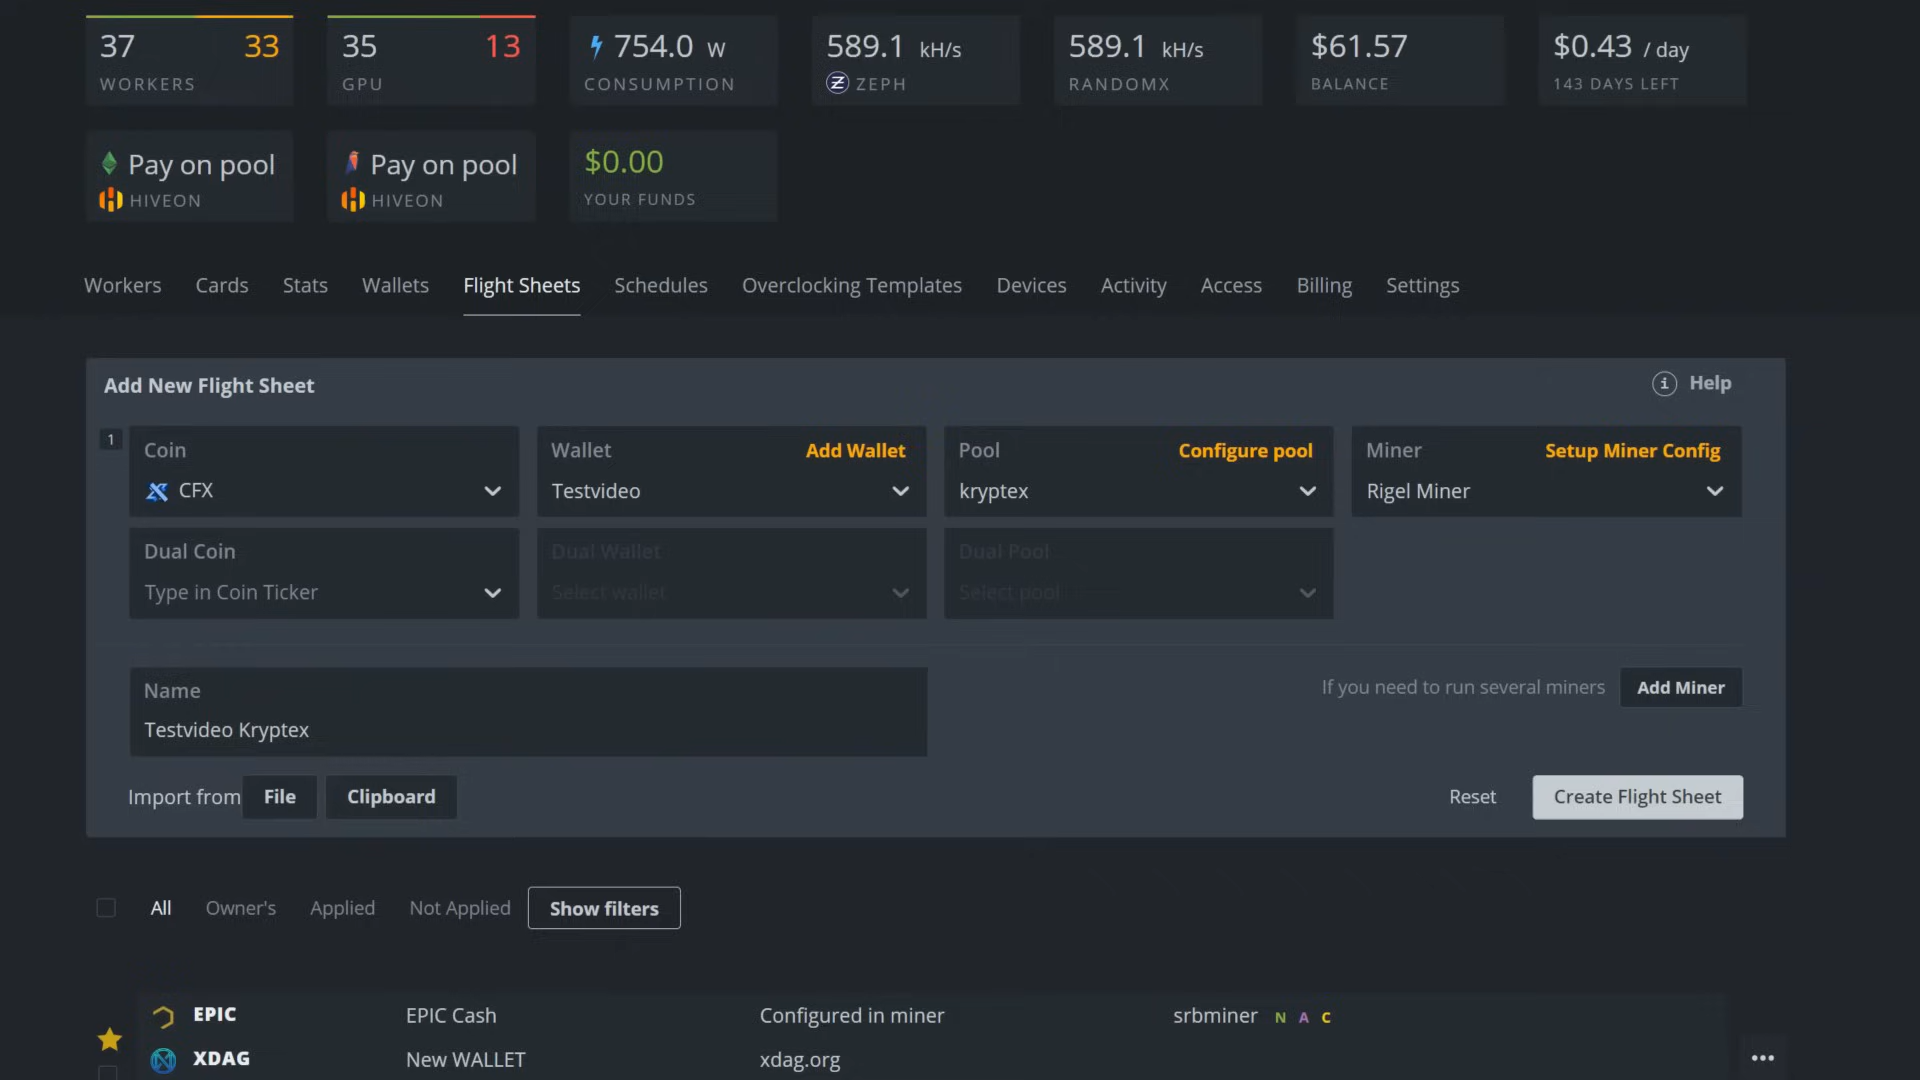 37 33
WORKERS
35 13
GPU
754.0 W
CONSUMPTION
589.1 kH/s
ZEPH
589.1 kH/s
RANDOMX
$61.57
BALANCE
$0.43 / day
143 DAYS LEFT
Pay on pool
HIVEON
Pay on pool
HIVEON
$0.00
YOUR FUNDS
Workers Cards Stats Wallets Flight Sheets Schedules Overclocking Templates Devices Activity Access Billing Settings
Add New Flight Sheet
i Help
1
Coin
CFX
Wallet Add Wallet
Testvideo
Pool Configure pool
kryptex
Miner Setup Miner Config
Rigel Miner
Dual Coin
Type in Coin Ticker
Dual Wallet
Select wallet
Dual Pool
Select pool
Name
Testvideo Kryptex
If you need to run several miners Add Miner
Import from File Clipboard
Reset Create Flight Sheet
All Owner's Applied Not Applied Show filters
EPIC EPIC Cash Configured in miner srbminer N A C
XDAG New WALLET xdag.org